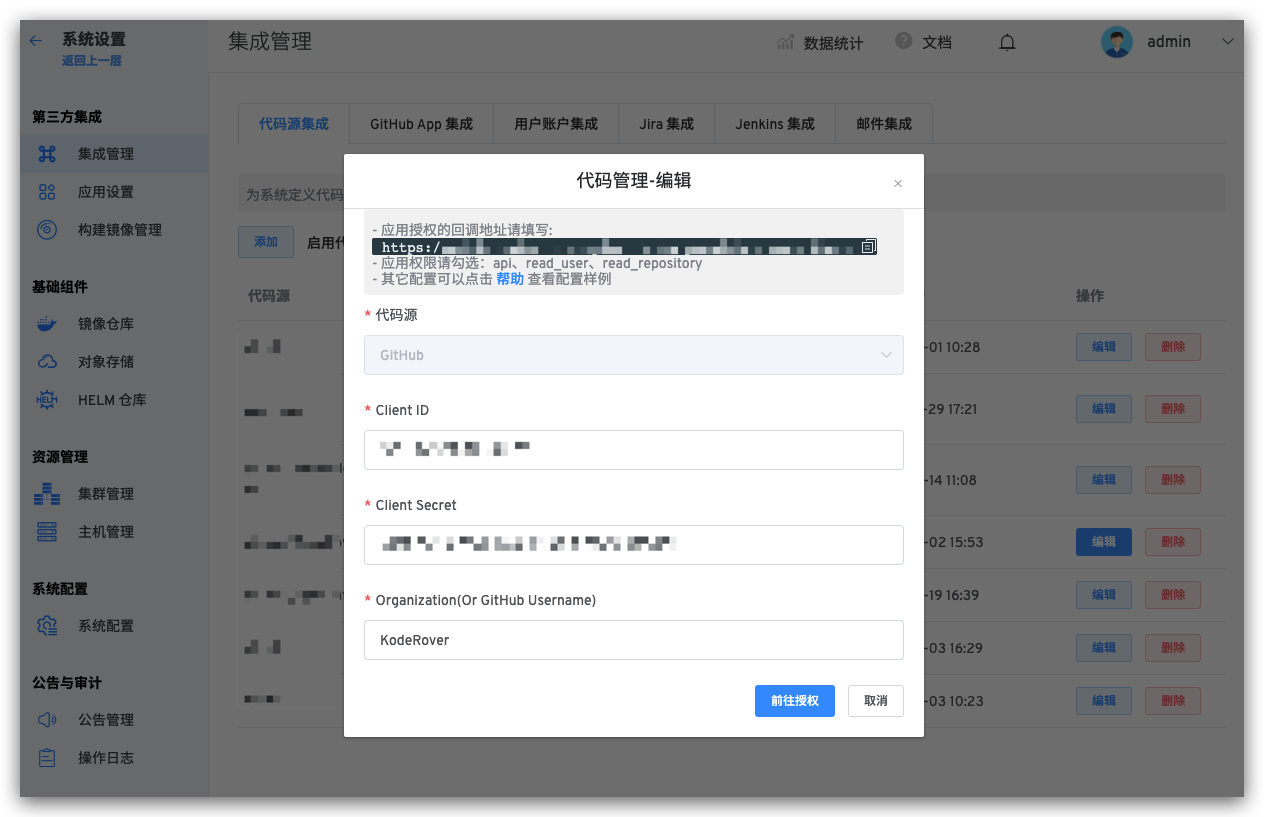 系统设置
返回上一层
集成管理
数据统计
文档
admin
第三方集成
集成管理
应用设置
构建镜像管理
基础组件
镜像仓库
对象存储
HELM 仓库
资源管理
集群管理
主机管理
系统配置
系统配置
公告与审计
公告管理
操作日志
代码源集成
GitHub App 集成
用户账户集成
Jira 集成
Jenkins 集成
邮件集成
为系统定义代码
添加
启用代
代码源
操作
-01 10:28
编辑
删除
-29 17:21
编辑
删除
-14 11:08
编辑
删除
-02 15:53
编辑
删除
-19 16:39
编辑
删除
-03 16:29
编辑
删除
-03 10:23
编辑
删除
代码管理-编辑
- 应用授权的回调地址请填写:
https:/
- 应用权限请勾选：api、read_user、read_repository
- 其它配置可以点击 帮助 查看配置样例
* 代码源
GitHub
* Client ID
* Client Secret
* Organization(Or GitHub Username)
KodeRover
前往授权
取消